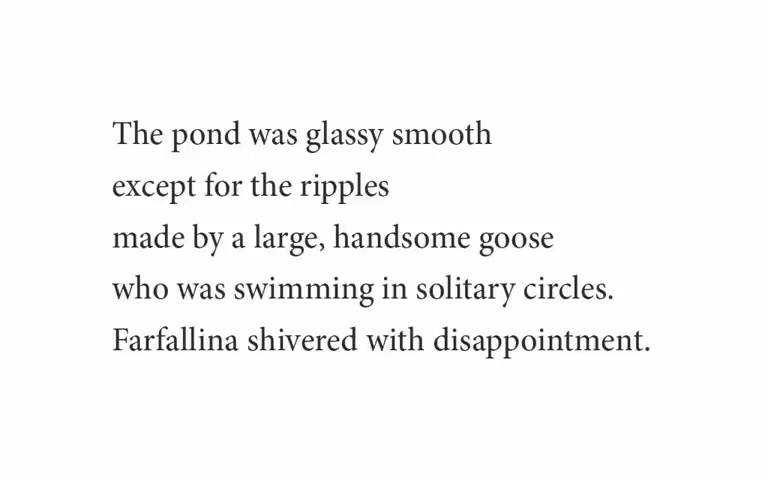 The pond was glassy smooth
except for the ripples
made by a large, handsome goose
who was swimming in solitary circles.
Farfallina shivered with disappointment.